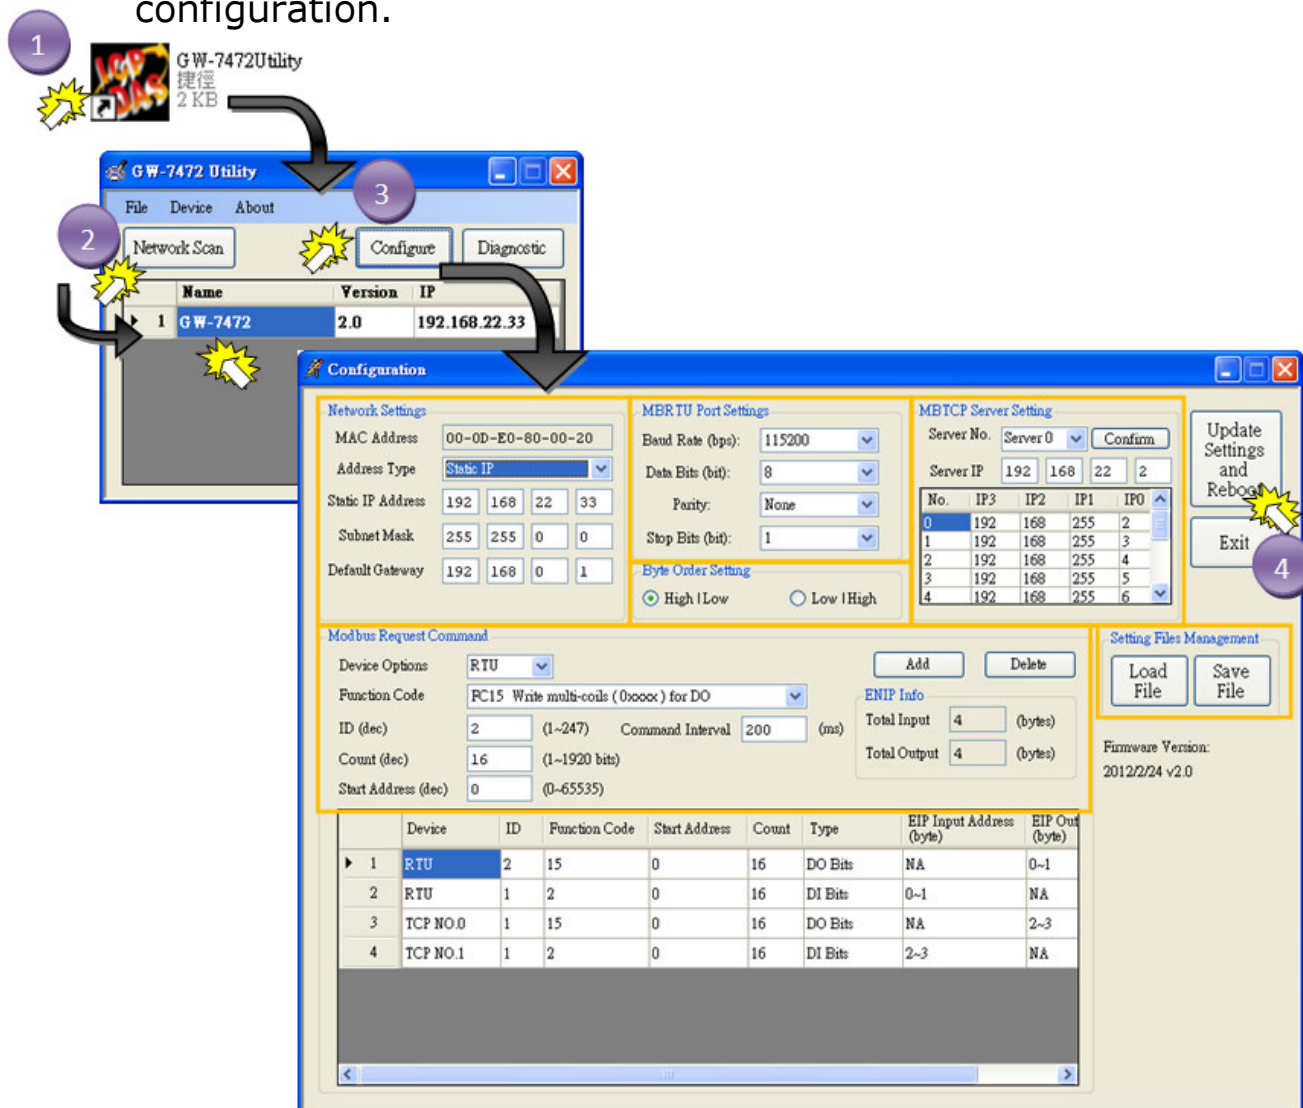 configuration.
1
ICP DAS
GW-7472Utility
捷徑
2 KB
GW-7472 Utility
3
File Device About
2
Network Scan Configure Diagnostic
Name Version IP
1 GW-7472 2.0 192.168.22.33
Configuration
Network Settings
MAC Address 00-0D-E0-80-00-20
Address Type Static IP
Static IP Address 192 168 22 33
Subnet Mask 255 255 0 0
Default Gateway 192 168 0 1
MBRTU Port Settings
Baud Rate (bps): 115200
Data Bits (bit): 8
Parity: None
Stop Bits (bit): 1
Byte Order Setting
High | Low Low | High
MBTCP Server Setting
Server No. Server 0 Confirm
Server IP 192 168 22 2
No. IP3 IP2 IP1 IP0
0 192 168 255 2
1 192 168 255 3
2 192 168 255 4
3 192 168 255 5
4 192 168 255 6
Update
Settings
and
Reboot
Exit
4
Modbus Request Command
Device Options RTU Add Delete
Function Code FC15 Write multi-coils ( 0xxxx ) for DO
ID (dec) 2 (1~247) Command Interval 200 (ms)
Count (dec) 16 (1~1920 bits)
Start Address (dec) 0 (0~65535)
ENIP Info
Total Input 4 (bytes)
Total Output 4 (bytes)
Setting Files Management
Load
File
Save
File
Firmware Version:
2012/2/24 v2.0
Device ID Function Code Start Address Count Type EIP Input Address (byte) EIP Out (byte)
1 RTU 2 15 0 16 DO Bits NA 0~1
2 RTU 1 2 0 16 DI Bits 0~1 NA
3 TCP NO.0 1 15 0 16 DO Bits NA 2~3
4 TCP NO.1 1 2 0 16 DI Bits 2~3 NA